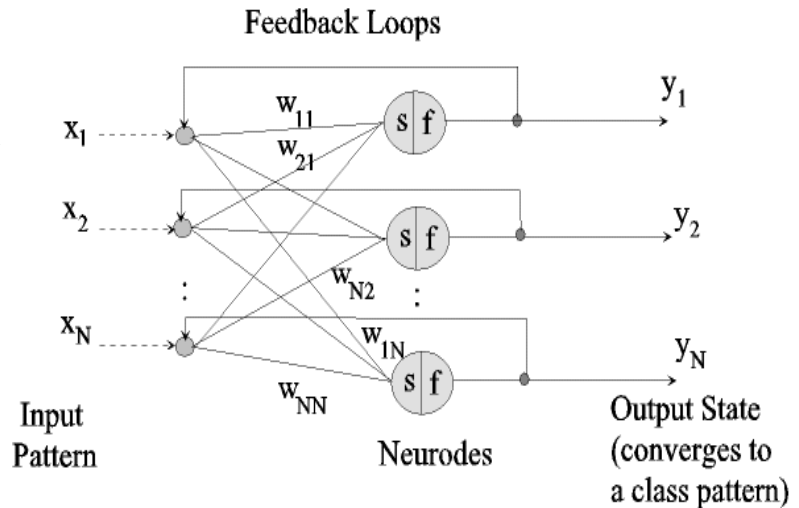 Feedback Loops
x1
w11
s f
y1
w21
x2
s f
y2
:
wN2
:
xN
w1N
s f
yN
wNN
Input
Pattern
Neurodes
Output State
(converges to
a class pattern)